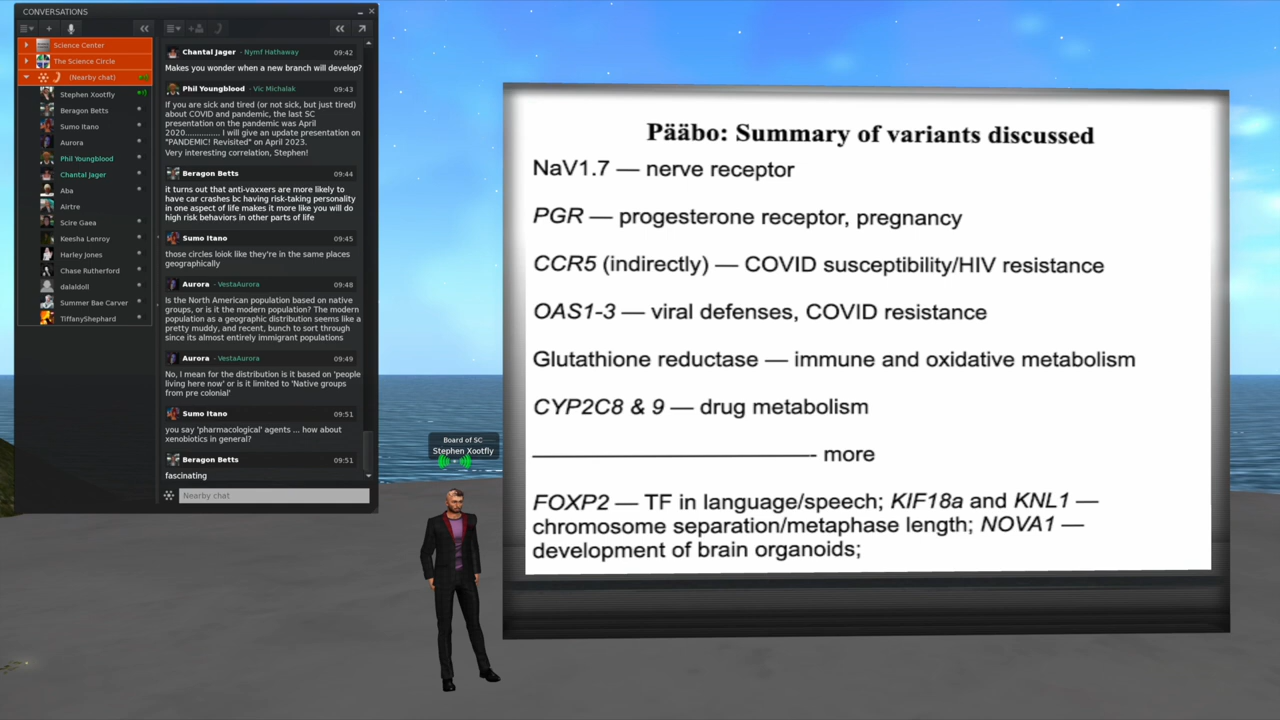 CONVERSATIONS
Science Center
The Science Circle
(Nearby chat)
Stephen Xootfly
Beragon Betts
Sumo Itano
Aurora
Phil Youngblood
Chantal Jager
Aba
Airtre
Scire Gaea
Keesha Lenroy
Harley Jones
Chase Rutherford
dalaldoll
Summer Bae Carver
TiffanyShephard
Chantal Jager - Nymf Hathaway 09:42
Makes you wonder when a new branch will develop?
Phil Youngblood - Vic Michalak 09:43
If you are sick and tired (or not sick, but just tired)
about COVID and pandemic, the last SC
presentation on the pandemic was April
2020............... I will give an update presentation on
"PANDEMIC! Revisited" on April 2023.
Very interesting correlation, Stephen!
Beragon Betts 09:44
it turns out that anti-vaxxers are more likely to
have car crashes bc having risk-taking personality
in one aspect of life makes it more like you will do
high risk behaviors in other parts of life
Sumo Itano 09:45
those circles loiok like they're in the same places
geographically
Aurora - VestaAurora 09:48
Is the North American population based on native
groups, or is it the modern population? The modern
population as a geographic distribution seems like a
pretty muddy, and recent, bunch to sort through
since its almost entirely immigrant populations
Aurora - VestaAurora 09:49
No, I mean for the distribution is it based on 'people
living here now' or is it limited to 'Native groups
from pre colonial'
Sumo Itano 09:51
you say 'pharmacological' agents ... how about
xenobiotics in general?
Beragon Betts 09:51
fascinating
Nearby chat
Board of SC
Stephen Xootfly
Pääbo: Summary of variants discussed
NaV1.7 — nerve receptor
PGR — progesterone receptor, pregnancy
CCR5 (indirectly) — COVID susceptibility/HIV resistance
OAS1-3 — viral defenses, COVID resistance
Glutathione reductase — immune and oxidative metabolism
CYP2C8 & 9 — drug metabolism
———————————- more
FOXP2 — TF in language/speech; KIF18a and KNL1 —
chromosome separation/metaphase length; NOVA1 —
development of brain organoids;